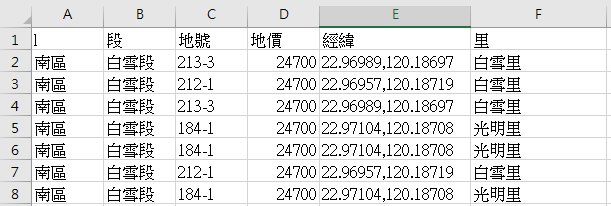 A B C D E F
1 l 段 地號 地價 經緯 里
2 南區 白雪段 213-3 24700 22.96989,120.18697 白雪里
3 南區 白雪段 212-1 24700 22.96957,120.18719 白雪里
4 南區 白雪段 213-3 24700 22.96989,120.18697 白雪里
5 南區 白雪段 184-1 24700 22.97104,120.18708 光明里
6 南區 白雪段 184-1 24700 22.97104,120.18708 光明里
7 南區 白雪段 212-1 24700 22.96957,120.18719 白雪里
8 南區 白雪段 184-1 24700 22.97104,120.18708 光明里